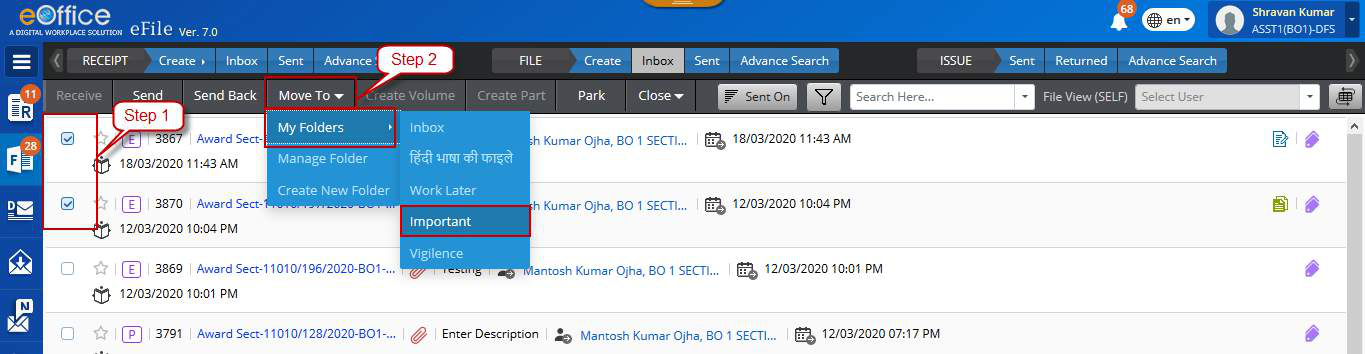 eOffice
A DIGITAL WORKPLACE SOLUTION
eFile Ver. 7.0
68
en
Shravan Kumar
ASST1(BO1)-DFS
RECEIPT Create Inbox Sent Advance S
Step 2
FILE Create Inbox Sent Advance Search
ISSUE Sent Returned Advance Search
Receive Send Send Back Move To Create Volume Create Part Park Close Sent On Search Here... File View (SELF) Select User
11
R
28
F
D
N
Step 1
My Folders
Manage Folder
Create New Folder
Inbox
हिंदी भाषा की फाइले
Work Later
Important
Vigilence
E 3867 Award Sect- sh Kumar Ojha, BO 1 SECTI... 18/03/2020 11:43 AM
18/03/2020 11:43 AM
E 3870 Award Sect-11010/197/2020-BO1- sh Kumar Ojha, BO 1 SECTI... 12/03/2020 10:04 PM
12/03/2020 10:04 PM
E 3869 Award Sect-11010/196/2020-BO1-... Testing Mantosh Kumar Ojha, BO 1 SECTI... 12/03/2020 10:01 PM
12/03/2020 10:01 PM
P 3791 Award Sect-11010/128/2020-BO1-... Enter Description Mantosh Kumar Ojha, BO 1 SECTI... 12/03/2020 07:17 PM